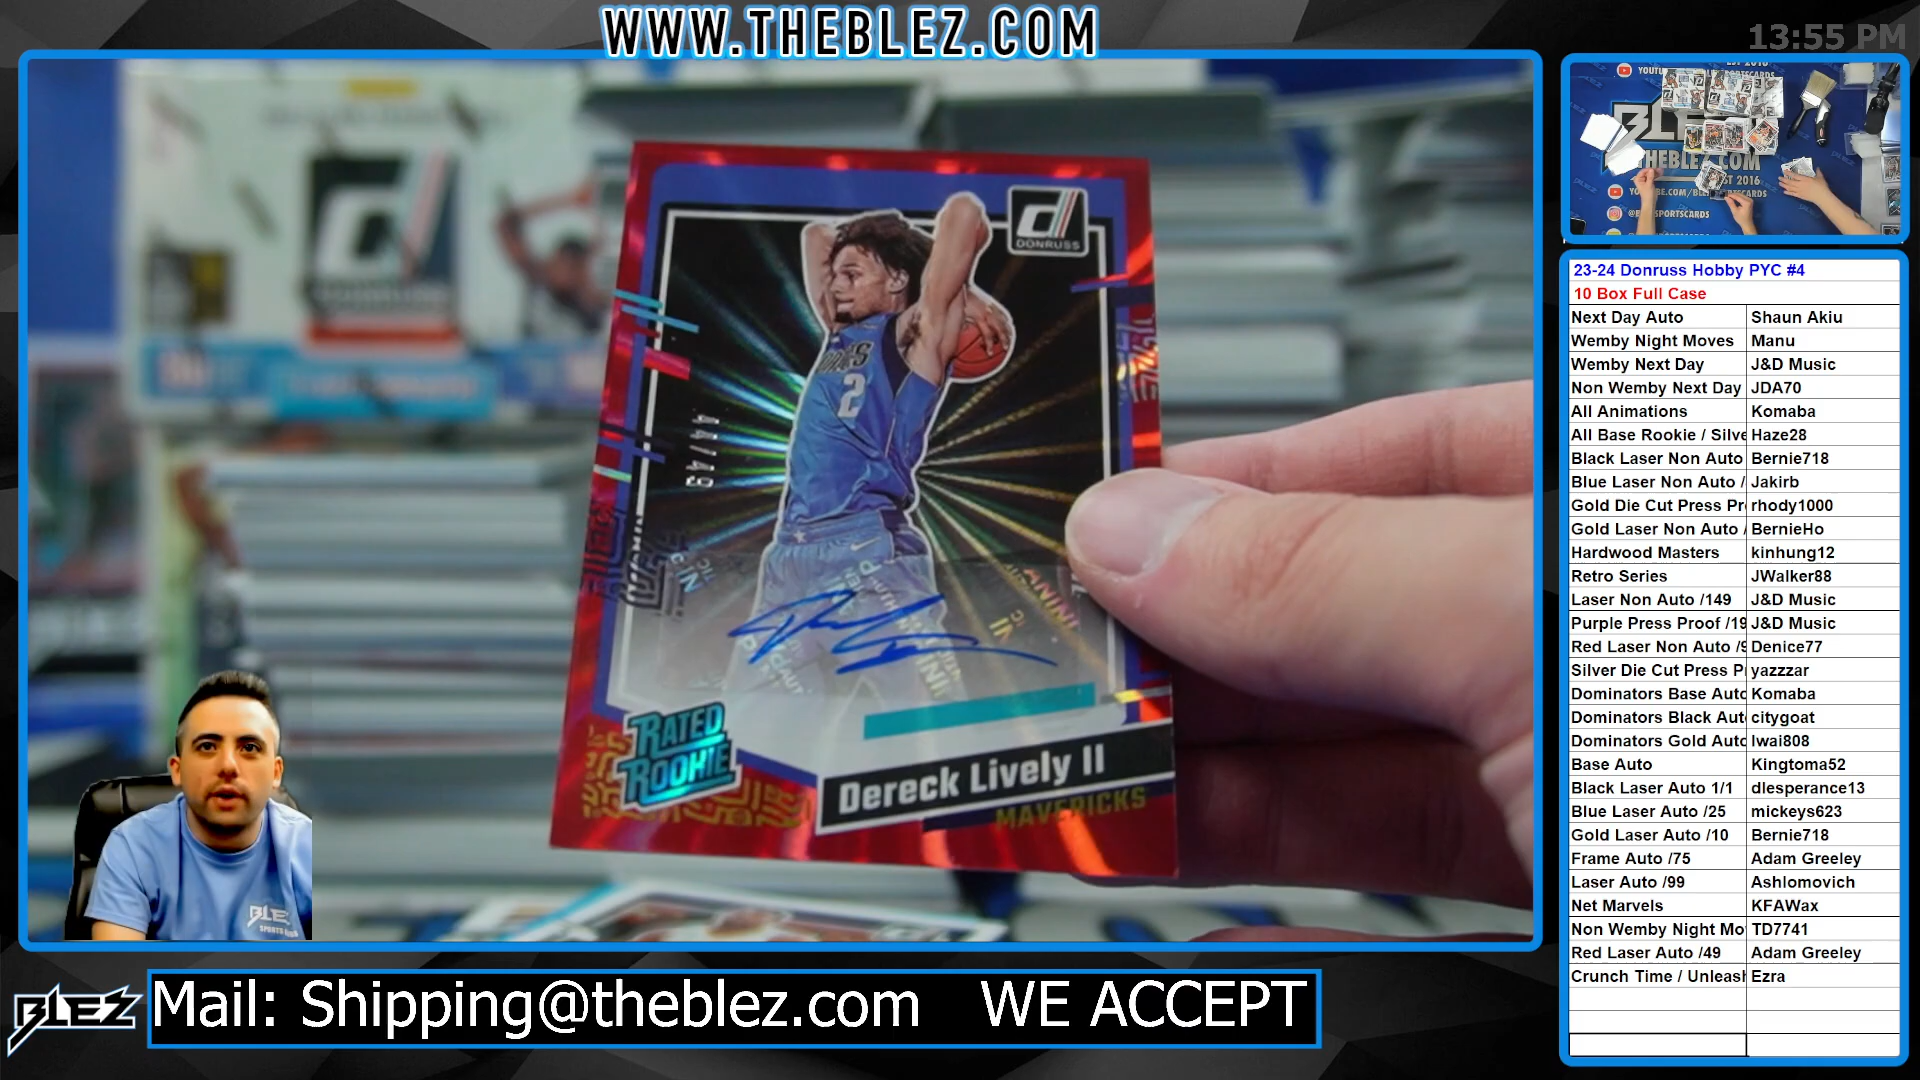 WWW.THEBLEZ.COM
13:55 PM
DONRUSS
2
Rated
Rookie
Dereck Lively II
MAVERICKS
BLEZ
THEBLEZ.COM
EST 2016
@BLEZSPORTSCARDS
23-24 Donruss Hobby PYC #4
10 Box Full Case
Next Day Auto Shaun Akiu
Wemby Night Moves Manu
Wemby Next Day J&D Music
Non Wemby Next Day JDA70
All Animations Komaba
All Base Rookie / Silve Haze28
Black Laser Non Auto Bernie718
Blue Laser Non Auto / Jakirb
Gold Die Cut Press Pr rhody1000
Gold Laser Non Auto / BernieHo
Hardwood Masters kinhung12
Retro Series JWalker88
Laser Non Auto /149 J&D Music
Purple Press Proof /19 J&D Music
Red Laser Non Auto /9 Denice77
Silver Die Cut Press P yazzzar
Dominators Base Auto Komaba
Dominators Black Aut citygoat
Dominators Gold Auto Iwai808
Base Auto Kingtoma52
Black Laser Auto 1/1 dlesperance13
Blue Laser Auto /25 mickeys623
Gold Laser Auto /10 Bernie718
Frame Auto /75 Adam Greeley
Laser Auto /99 Ashlomovich
Net Marvels KFAWax
Non Wemby Night Mo TD7741
Red Laser Auto /49 Adam Greeley
Crunch Time / Unleash Ezra
BLEZ
Mail: Shipping@theblez.com WE ACCEPT